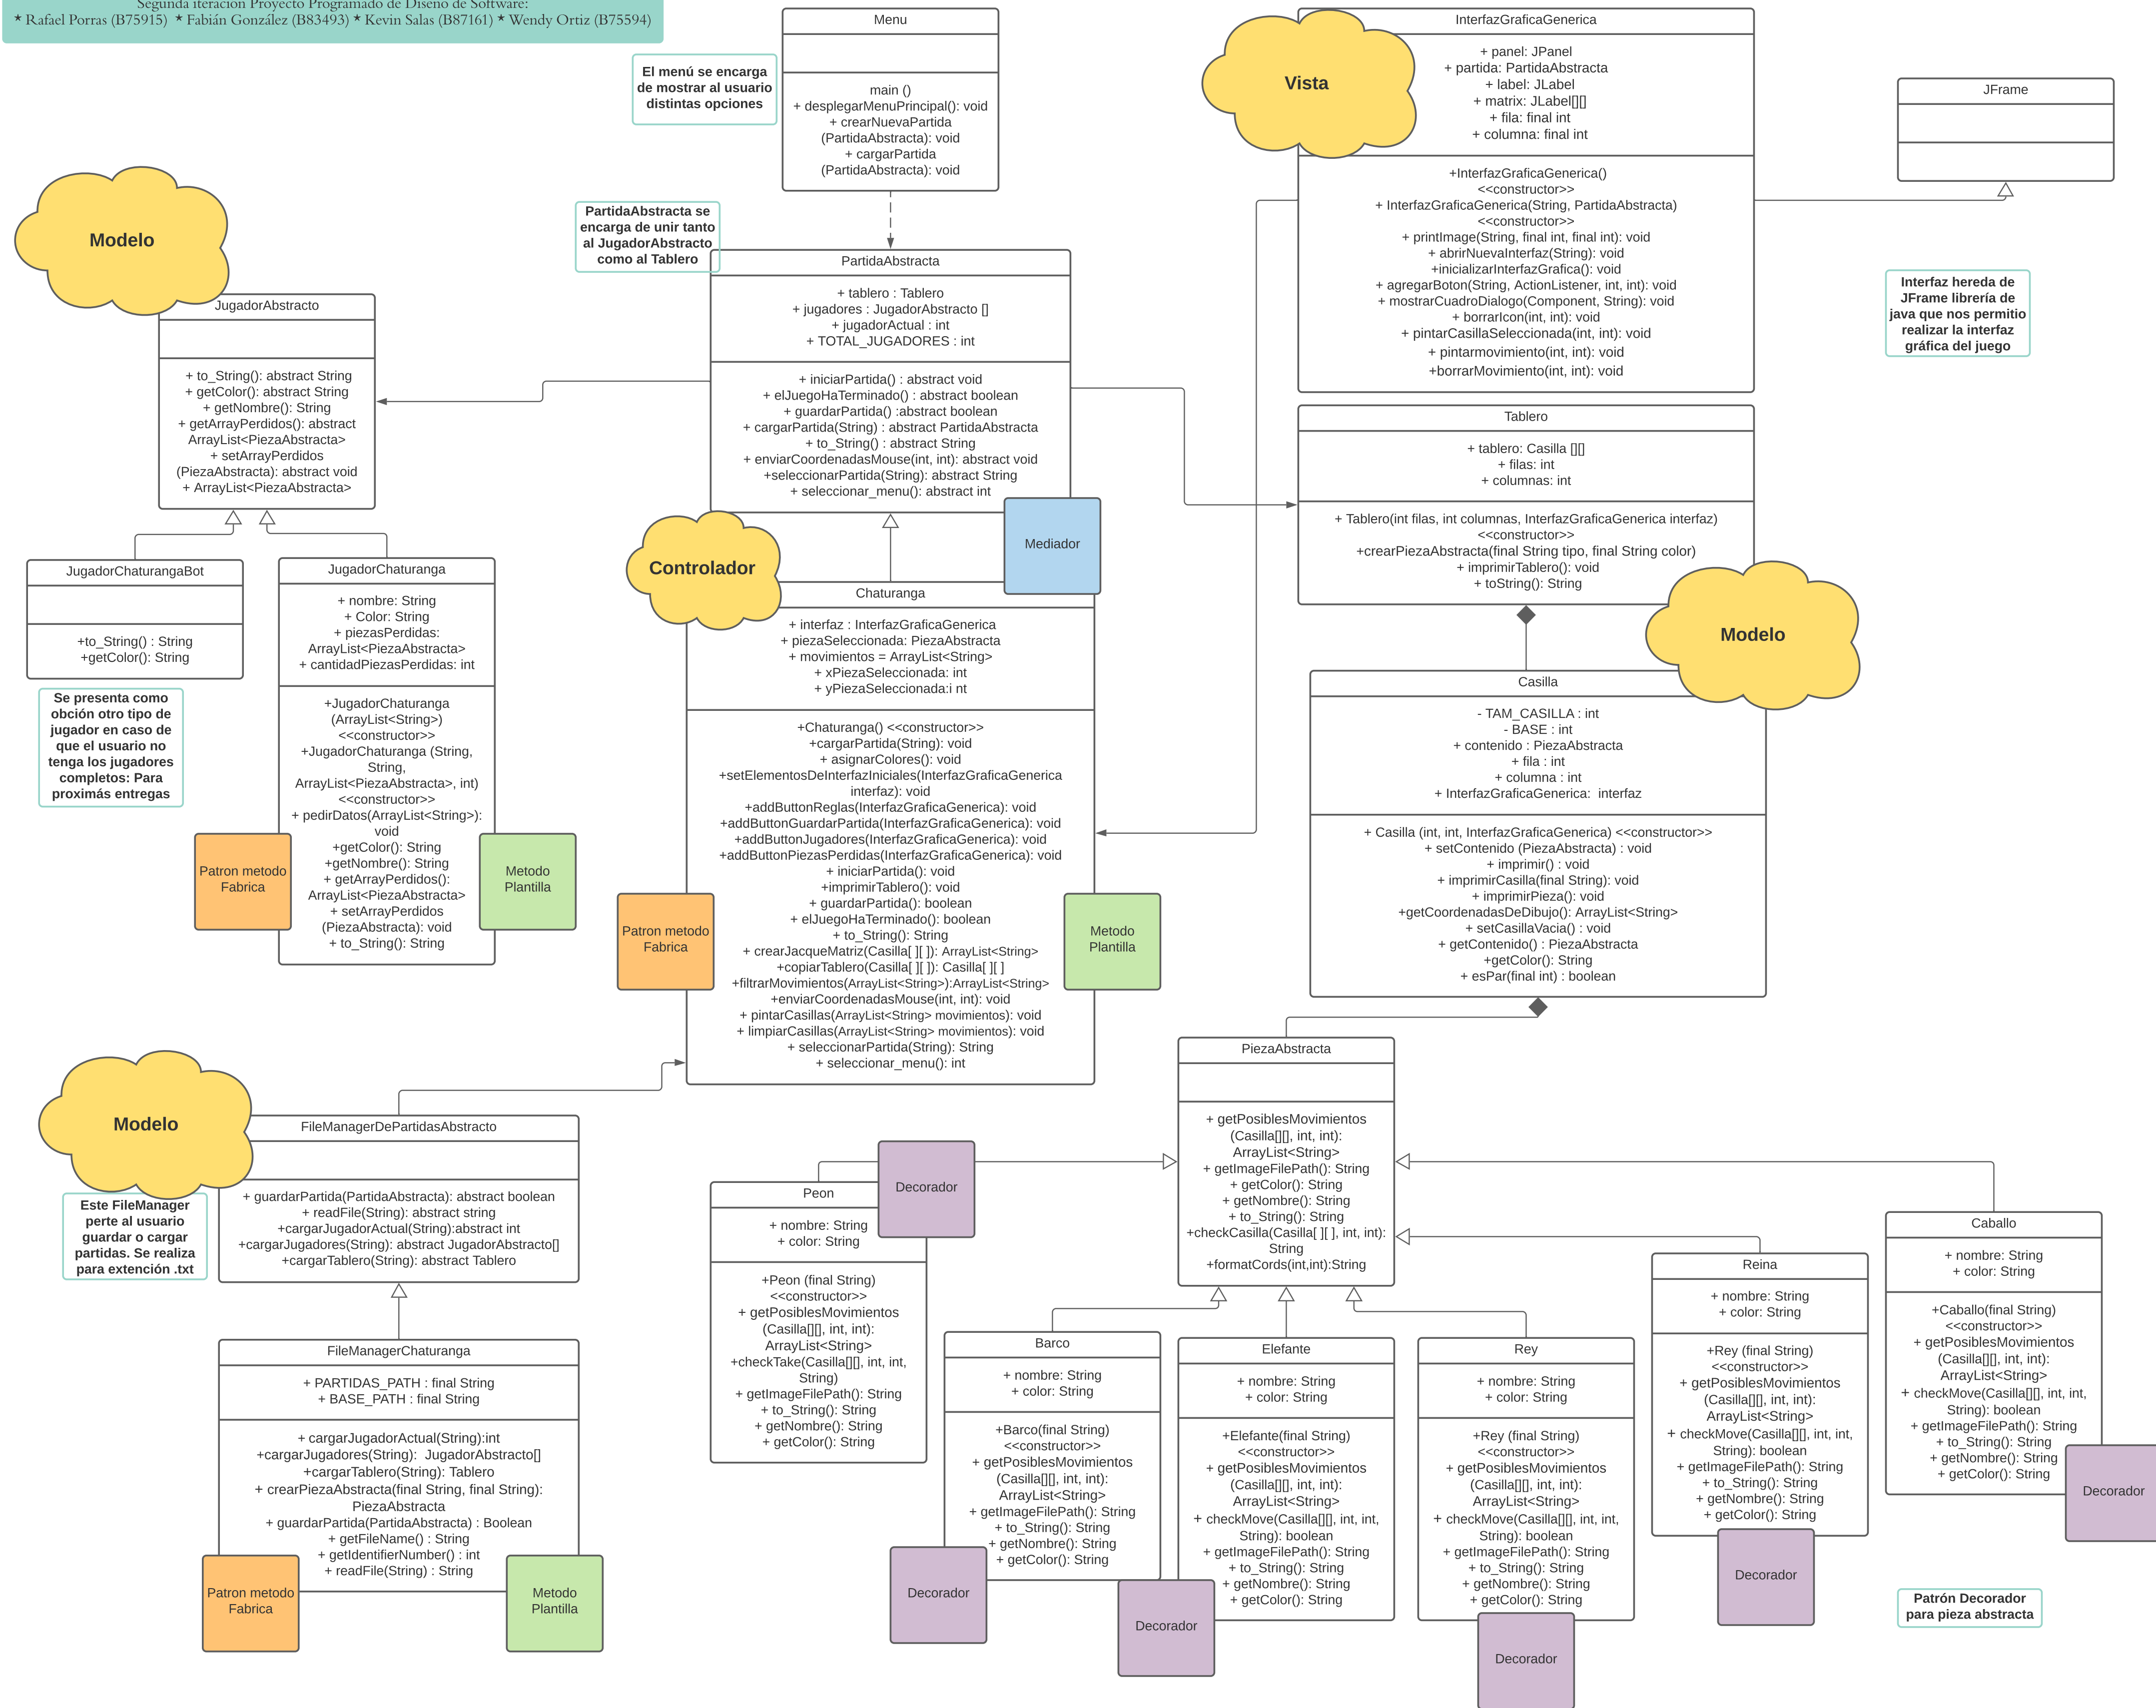 Segunda iteración Proyecto Programado de Diseño de Software:
★ Rafael Porras (B75915) ★ Fabián González (B83493) ★ Kevin Salas (B87161) ★ Wendy Ortiz (B75594)
El menú se encarga
de mostrar al usuario
distintas opciones
Menu
main ()
+ desplegarMenuPrincipal(): void
+ crearNuevaPartida
(PartidaAbstracta): void
+ cargarPartida
(PartidaAbstracta): void
Vista
InterfazGraficaGenerica
+ panel: JPanel
+ partida: PartidaAbstracta
+ label: JLabel
+ matrix: JLabel[][]
+ fila: final int
+ columna: final int
+InterfazGraficaGenerica()
<<constructor>>
+ InterfazGraficaGenerica(String, PartidaAbstracta)
<<constructor>>
+ printImage(String, final int, final int): void
+ abrirNuevaInterfaz(String): void
+inicializarInterfazGrafica(): void
+ agregarBoton(String, ActionListener, int, int): void
+ mostrarCuadroDialogo(Component, String): void
+ borrarIcon(int, int): void
+ pintarCasillaSeleccionada(int, int): void
+ pintarmovimiento(int, int): void
+borrarMovimiento(int, int): void
JFrame
Interfaz hereda de
JFrame librería de
java que nos permitio
realizar la interfaz
gráfica del juego
PartidaAbstracta se
encarga de unir tanto
al JugadorAbstracto
como al Tablero
PartidaAbstracta
+ tablero : Tablero
+ jugadores : JugadorAbstracto []
+ jugadorActual : int
+ TOTAL_JUGADORES : int
+ iniciarPartida() : abstract void
+ elJuegoHaTerminado() : abstract boolean
+ guardarPartida() :abstract boolean
+ cargarPartida(String) : abstract PartidaAbstracta
+ to_String() : abstract String
+ enviarCoordenadasMouse(int, int): abstract void
+seleccionarPartida(String): abstract String
+ seleccionar_menu(): abstract int
Mediador
Modelo
JugadorAbstracto
+ to_String(): abstract String
+ getColor(): abstract String
+ getNombre(): String
+ getArrayPerdidos(): abstract
ArrayList<PiezaAbstracta>
+ setArrayPerdidos
(PiezaAbstracta): abstract void
+ ArrayList<PiezaAbstracta>
JugadorChaturangaBot
+to_String() : String
+getColor(): String
Se presenta como
obción otro tipo de
jugador en caso de
que el usuario no
tenga los jugadores
completos: Para
proximás entregas
JugadorChaturanga
+ nombre: String
+ Color: String
+ piezasPerdidas:
ArrayList<PiezaAbstracta>
+ cantidadPiezasPerdidas: int
+JugadorChaturanga
(ArrayList<String>)
<<constructor>>
+JugadorChaturanga (String,
String,
ArrayList<PiezaAbstracta>, int)
<<constructor>>
+ pedirDatos(ArrayList<String>):
void
+getColor(): String
+getNombre(): String
+ getArrayPerdidos():
ArrayList<PiezaAbstracta>
+ setArrayPerdidos
(PiezaAbstracta): void
+ to_String(): String
Patron metodo
Fabrica
Metodo
Plantilla
Controlador
Chaturanga
+ interfaz : InterfazGraficaGenerica
+ piezaSeleccionada: PiezaAbstracta
+ movimientos = ArrayList<String>
+ xPiezaSeleccionada: int
+ yPiezaSeleccionada:i nt
+Chaturanga() <<constructor>>
+cargarPartida(String): void
+ asignarColores(): void
+setElementosDeInterfazIniciales(InterfazGraficaGenerica
interfaz): void
+addButtonReglas(InterfazGraficaGenerica): void
+addButtonGuardarPartida(InterfazGraficaGenerica): void
+addButtonJugadores(InterfazGraficaGenerica): void
+addButtonPiezasPerdidas(InterfazGraficaGenerica): void
+ iniciarPartida(): void
+imprimirTablero(): void
+ guardarPartida(): boolean
+ elJuegoHaTerminado(): boolean
+ to_String(): String
+ crearJacqueMatriz(Casilla[ ][ ]): ArrayList<String>
+copiarTablero(Casilla[ ][ ]): Casilla[ ][ ]
+filtrarMovimientos(ArrayList<String>):ArrayList<String>
+enviarCoordenadasMouse(int, int): void
+ pintarCasillas(ArrayList<String> movimientos): void
+ limpiarCasillas(ArrayList<String> movimientos): void
+ seleccionarPartida(String): String
+ seleccionar_menu(): int
Patron metodo
Fabrica
Metodo
Plantilla
Tablero
+ tablero: Casilla [][]
+ filas: int
+ columnas: int
+ Tablero(int filas, int columnas, InterfazGraficaGenerica interfaz)
<<constructor>>
+crearPiezaAbstracta(final String tipo, final String color)
+ imprimirTablero(): void
+ toString(): String
Modelo
Casilla
- TAM_CASILLA : int
- BASE : int
+ contenido : PiezaAbstracta
+ fila : int
+ columna : int
+ InterfazGraficaGenerica:  interfaz
+ Casilla (int, int, InterfazGraficaGenerica) <<constructor>>
+ setContenido (PiezaAbstracta) : void
+ imprimir() : void
+ imprimirCasilla(final String): void
+ imprimirPieza(): void
+getCoordenadasDeDibujo(): ArrayList<String>
+ setCasillaVacia() : void
+ getContenido() : PiezaAbstracta
+getColor(): String
+ esPar(final int) : boolean
Modelo
FileManagerDePartidasAbstracto
+ guardarPartida(PartidaAbstracta): abstract boolean
+ readFile(String): abstract string
+cargarJugadorActual(String):abstract int
+cargarJugadores(String): abstract JugadorAbstracto[]
+cargarTablero(String): abstract Tablero
Este FileManager
perte al usuario
guardar o cargar
partidas. Se realiza
para extención .txt
FileManagerChaturanga
+ PARTIDAS_PATH : final String
+ BASE_PATH : final String
+ cargarJugadorActual(String):int
+cargarJugadores(String):  JugadorAbstracto[]
+cargarTablero(String): Tablero
+ crearPiezaAbstracta(final String, final String):
PiezaAbstracta
+ guardarPartida(PartidaAbstracta) : Boolean
+ getFileName() : String
+ getIdentifierNumber() : int
+ readFile(String) : String
Patron metodo
Fabrica
Metodo
Plantilla
PiezaAbstracta
+ getPosiblesMovimientos
(Casilla[][], int, int):
ArrayList<String>
+ getImageFilePath(): String
+ getColor(): String
+ getNombre(): String
+ to_String(): String
+checkCasilla(Casilla[ ][ ], int, int):
String
+formatCords(int,int):String
Peon
+ nombre: String
+ color: String
+Peon (final String)
<<constructor>>
+ getPosiblesMovimientos
(Casilla[][], int, int):
ArrayList<String>
+checkTake(Casilla[][], int, int,
String)
+ getImageFilePath(): String
+ to_String(): String
+ getNombre(): String
+ getColor(): String
Decorador
Barco
+ nombre: String
+ color: String
+Barco(final String)
<<constructor>>
+ getPosiblesMovimientos
(Casilla[][], int, int):
ArrayList<String>
+ getImageFilePath(): String
+ to_String(): String
+ getNombre(): String
+ getColor(): String
Decorador
Elefante
+ nombre: String
+ color: String
+Elefante(final String)
<<constructor>>
+ getPosiblesMovimientos
(Casilla[][], int, int):
ArrayList<String>
+ checkMove(Casilla[][], int, int,
String): boolean
+ getImageFilePath(): String
+ to_String(): String
+ getNombre(): String
+ getColor(): String
Decorador
Rey
+ nombre: String
+ color: String
+Rey (final String)
<<constructor>>
+ getPosiblesMovimientos
(Casilla[][], int, int):
ArrayList<String>
+ checkMove(Casilla[][], int, int,
String): boolean
+ getImageFilePath(): String
+ to_String(): String
+ getNombre(): String
+ getColor(): String
Decorador
Reina
+ nombre: String
+ color: String
+Rey (final String)
<<constructor>>
+ getPosiblesMovimientos
(Casilla[][], int, int):
ArrayList<String>
+ checkMove(Casilla[][], int, int,
String): boolean
+ getImageFilePath(): String
+ to_String(): String
+ getNombre(): String
+ getColor(): String
Decorador
Caballo
+ nombre: String
+ color: String
+Caballo(final String)
<<constructor>>
+ getPosiblesMovimientos
(Casilla[][], int, int):
ArrayList<String>
+ checkMove(Casilla[][], int, int,
String): boolean
+ getImageFilePath(): String
+ to_String(): String
+ getNombre(): String
+ getColor(): String
Decorador
Patrón Decorador
para pieza abstracta